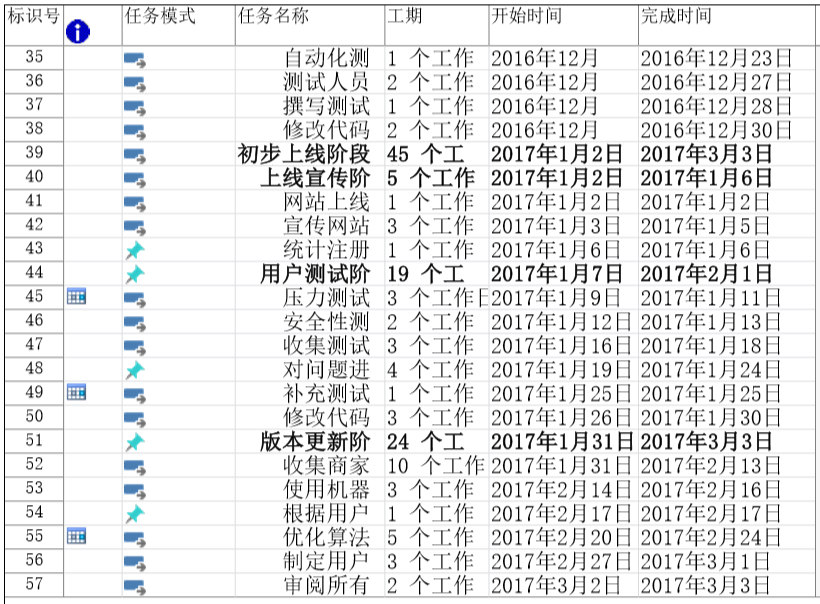 标识号 任务模式 任务名称 工期 开始时间 完成时间
35 自动化测 1 个工作 2016年12月 2016年12月23日
36 测试人员 2 个工作 2016年12月 2016年12月27日
37 撰写测试 1 个工作 2016年12月 2016年12月28日
38 修改代码 2 个工作 2016年12月 2016年12月30日
39 初步上线阶段 45 个工 2017年1月2日 2017年3月3日
40 上线宣传阶 5 个工作 2017年1月2日 2017年1月6日
41 网站上线 1 个工作 2017年1月2日 2017年1月2日
42 宣传网站 3 个工作 2017年1月3日 2017年1月5日
43 统计注册 1 个工作 2017年1月6日 2017年1月6日
44 用户测试阶 19 个工 2017年1月7日 2017年2月1日
45 压力测试 3 个工作日 2017年1月9日 2017年1月11日
46 安全性测 2 个工作 2017年1月12日 2017年1月13日
47 收集测试 3 个工作 2017年1月16日 2017年1月18日
48 对问题进 4 个工作 2017年1月19日 2017年1月24日
49 补充测试 1 个工作 2017年1月25日 2017年1月25日
50 修改代码 3 个工作 2017年1月26日 2017年1月30日
51 版本更新阶 24 个工 2017年1月31日 2017年3月3日
52 收集商家 10 个工作 2017年1月31日 2017年2月13日
53 使用机器 3 个工作 2017年2月14日 2017年2月16日
54 根据用户 1 个工作 2017年2月17日 2017年2月17日
55 优化算法 5 个工作 2017年2月20日 2017年2月24日
56 制定用户 3 个工作 2017年2月27日 2017年3月1日
57 审阅所有 2 个工作 2017年3月2日 2017年3月3日